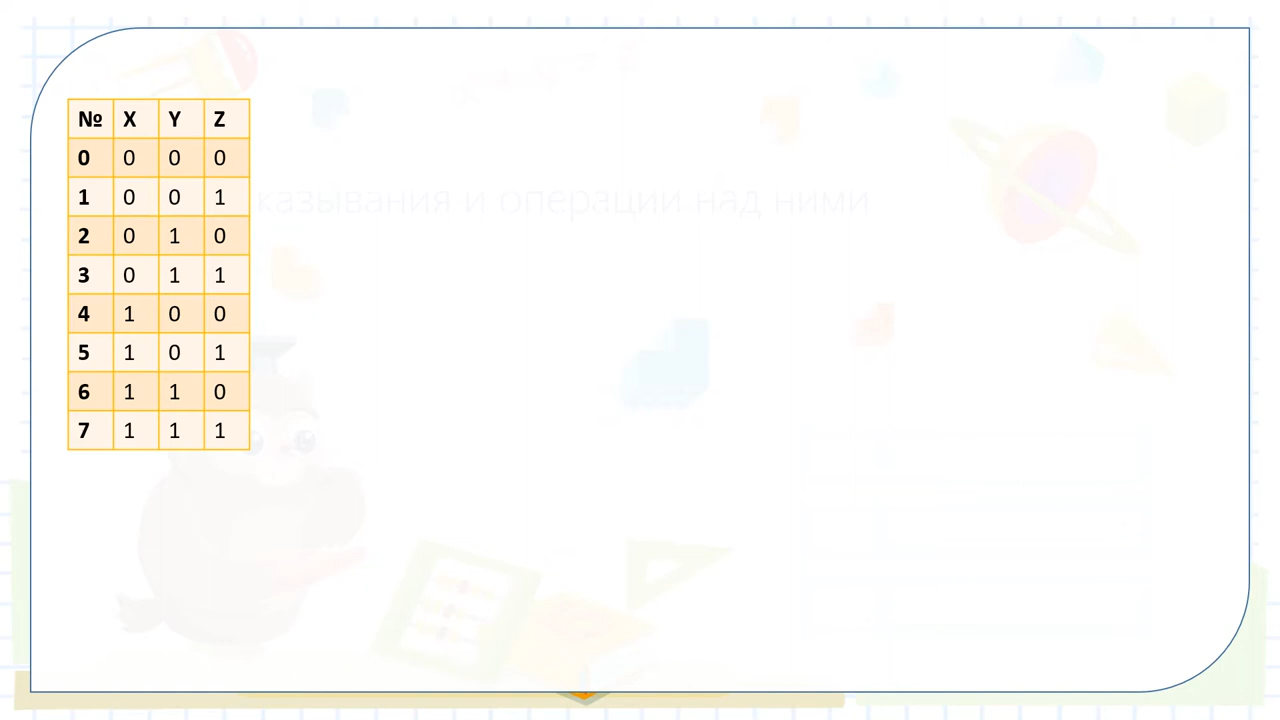 № X Y Z
0 0 0 0
казывания и операции над ними
1 0 0 1
2 0 1 0
3 0 1 1
4 1 0 0
5 1 0 1
6 1 1 0
7 1 1 1